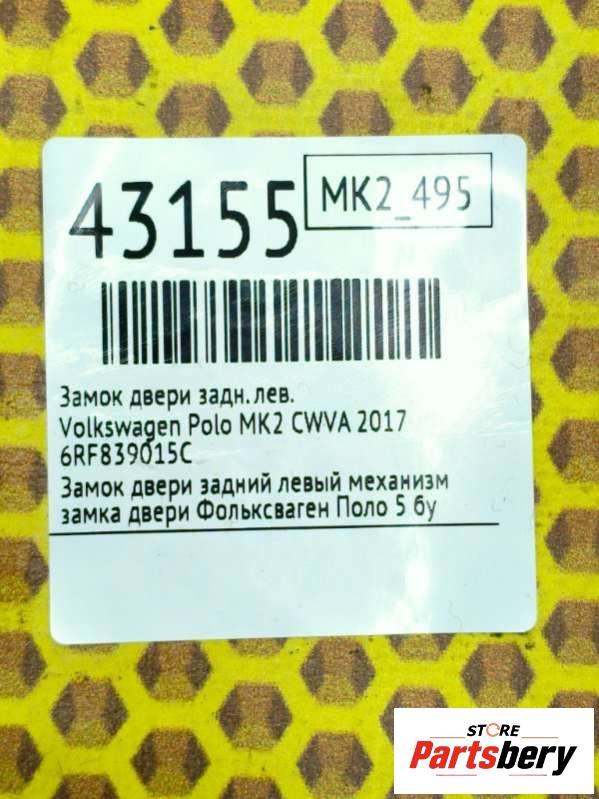 43155
MK2_495
Замок двери задн.лев.
Volkswagen Polo MK2 CWVA 2017
6RF839015C
Замок двери задний левый механизм
замка двери Фольксваген Поло 5 бу
STORE
Partsbery